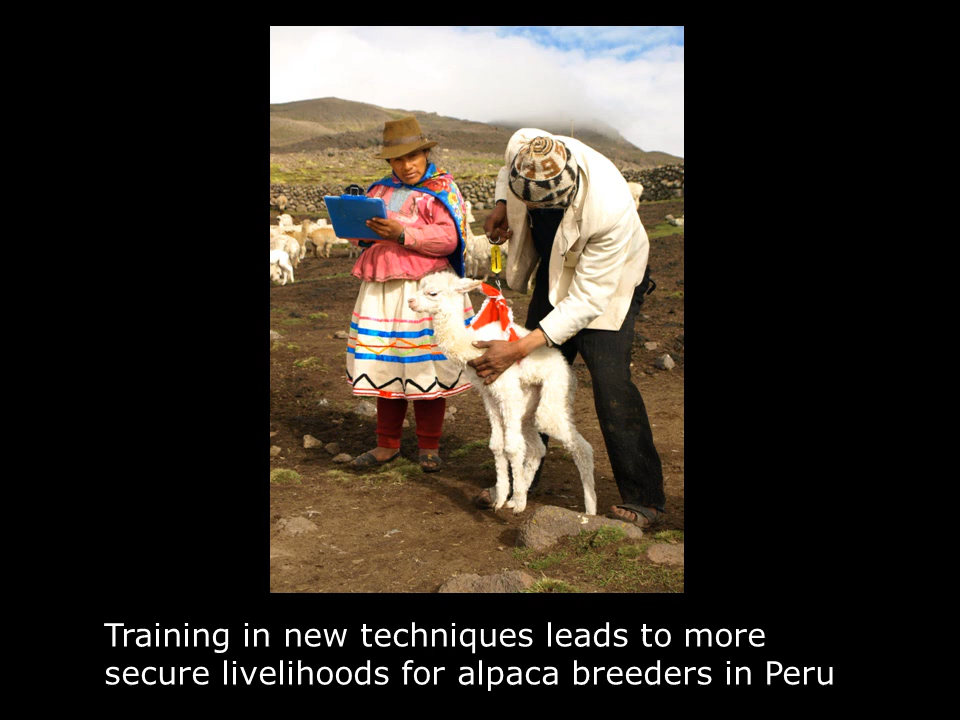 Training in new techniques leads to more
secure livelihoods for alpaca breeders in Peru